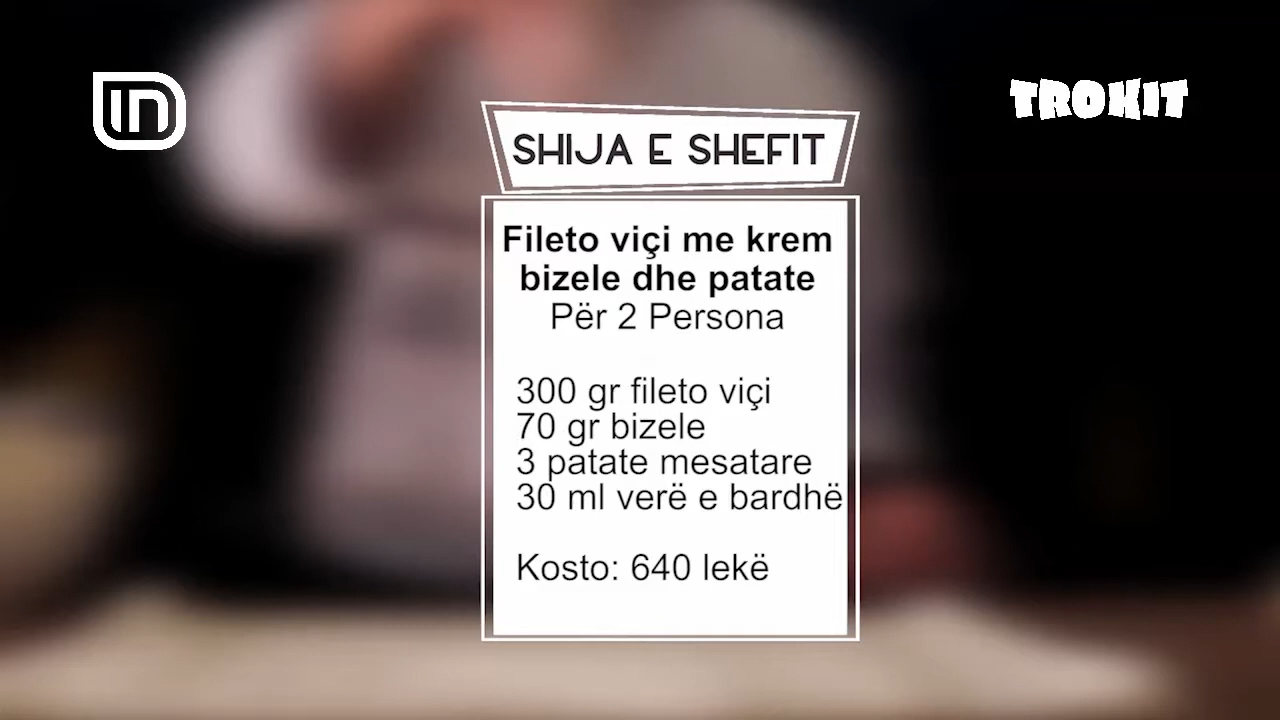 IN
TROKIT
SHIJA E SHEFIT
Fileto viçi me krem
bizele dhe patate
Për 2 Persona
300 gr fileto viçi
70 gr bizele
3 patate mesatare
30 ml verë e bardhë
Kosto: 640 lekë